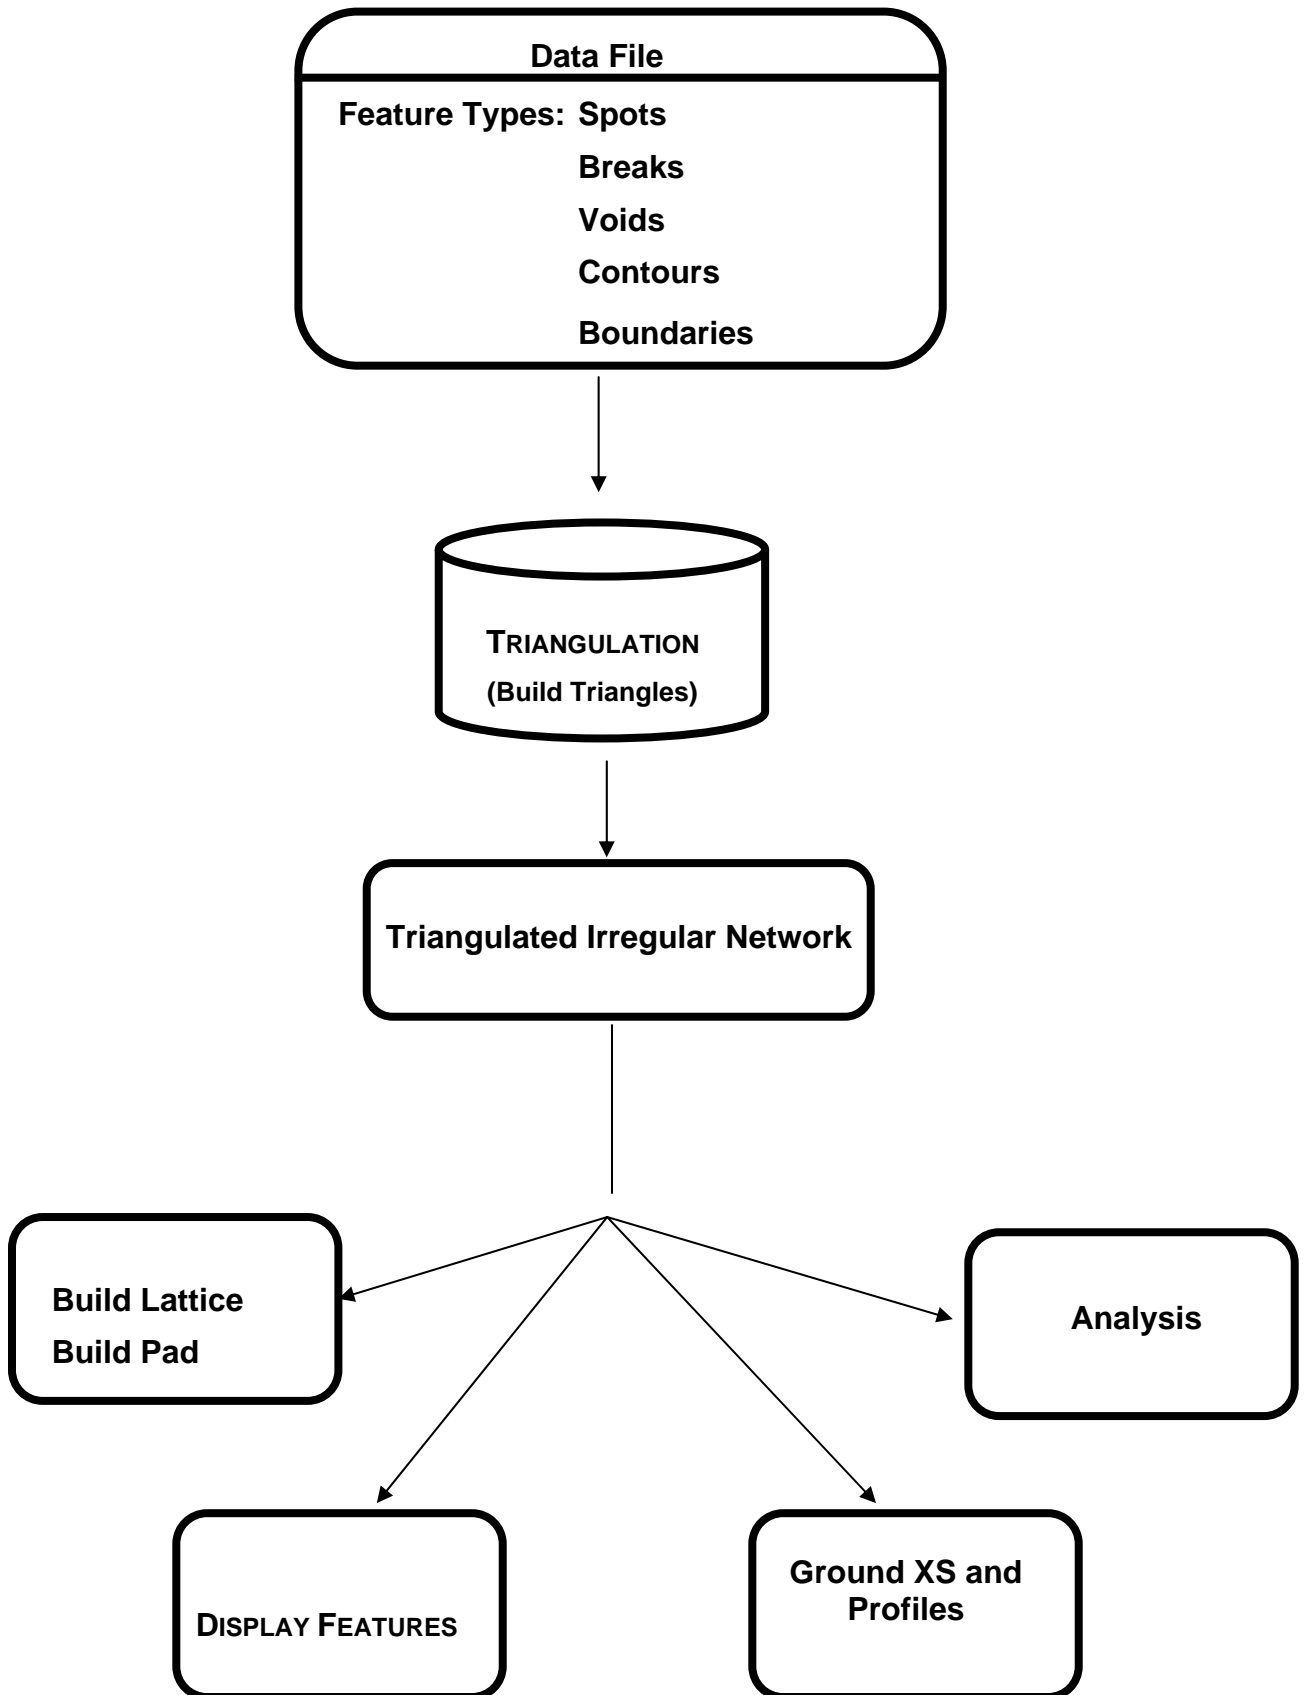 Data File
Feature Types: Spots
Breaks
Voids
Contours
Boundaries
TRIANGULATION
(Build Triangles)
Triangulated Irregular Network
Build Lattice
Build Pad
Analysis
DISPLAY FEATURES
Ground XS and
Profiles